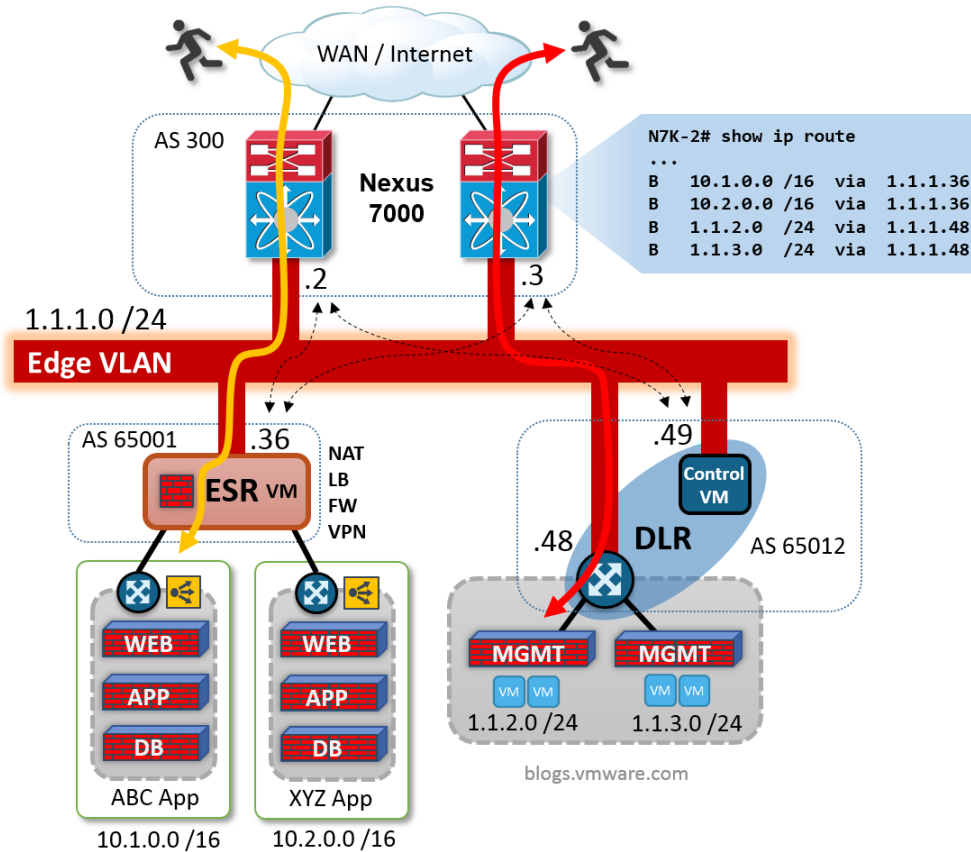 WAN / Internet
AS 300
Nexus
7000
N7K-2# show ip route
...
B 10.1.0.0 /16 via 1.1.1.36
B 10.2.0.0 /16 via 1.1.1.36
B 1.1.2.0 /24 via 1.1.1.48
B 1.1.3.0 /24 via 1.1.1.48
.2
.3
1.1.1.0 /24
Edge VLAN
AS 65001
.36
ESR VM
NAT
LB
FW
VPN
.49
Control
VM
.48
DLR
AS 65012
WEB
APP
DB
ABC App
10.1.0.0 /16
WEB
APP
DB
XYZ App
10.2.0.0 /16
MGMT
VM VM
1.1.2.0 /24
MGMT
VM VM
1.1.3.0 /24
blogs.vmware.com